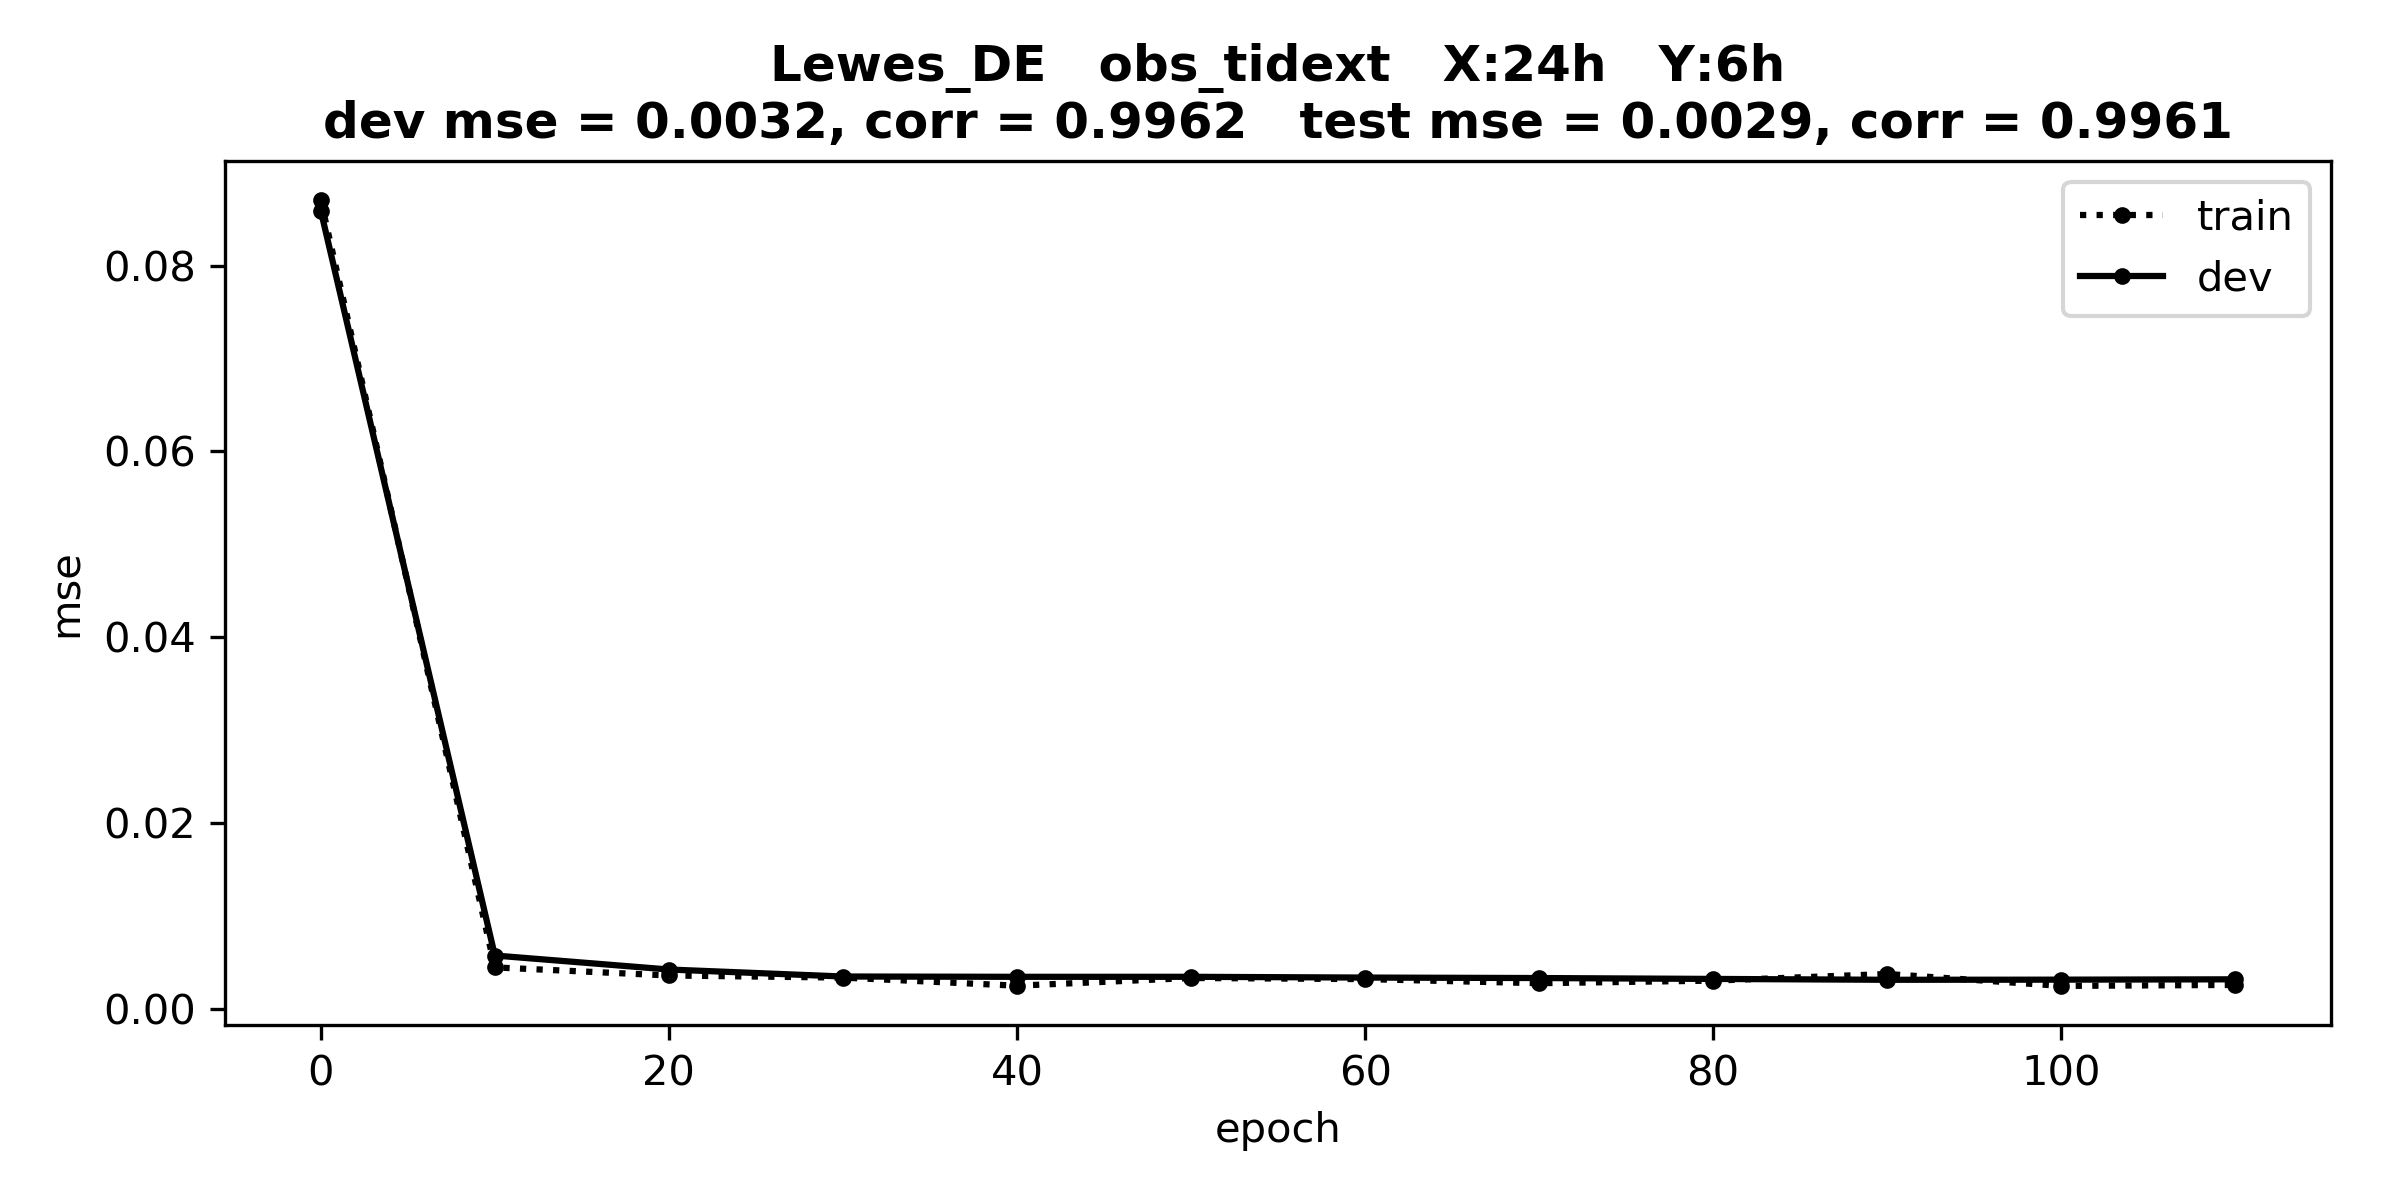 Lewes_DE   obs_tidext   X:24h   Y:6h
dev mse = 0.0032, corr = 0.9962   test mse = 0.0029, corr = 0.9961
train
dev
0.08
0.06
0.04
0.02
0.00
mse
0 20 40 60 80 100
epoch